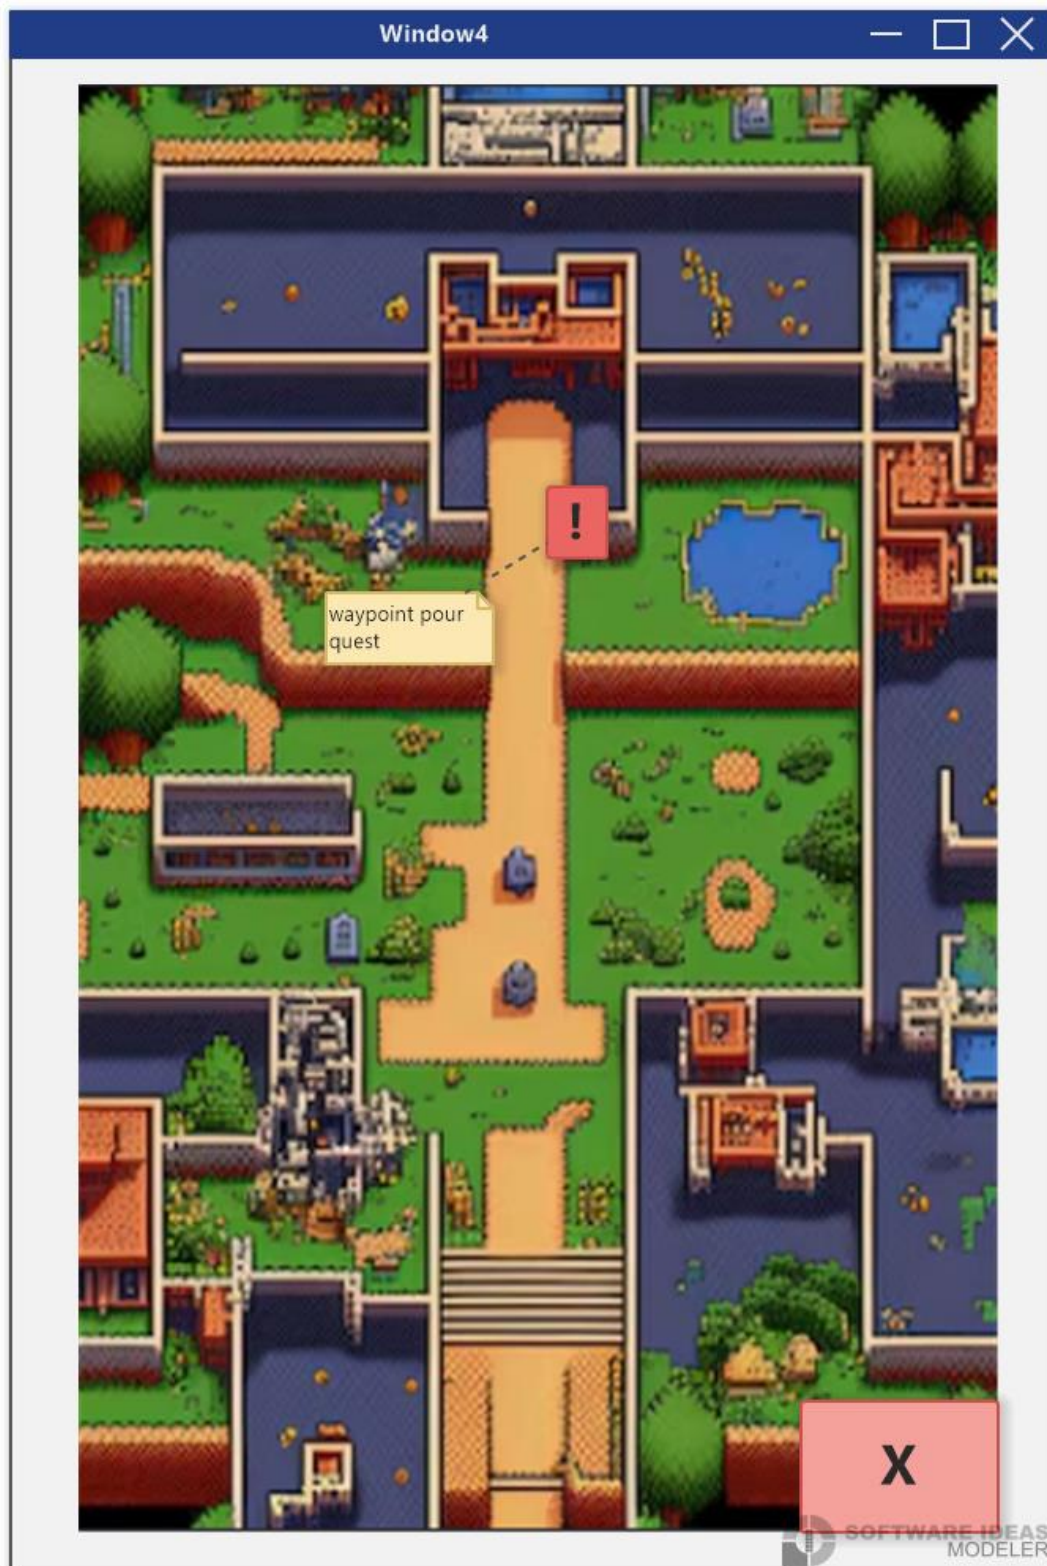 Window4
!
waypoint pour
quest
X
SOFTWARE IDEAS
MODELER